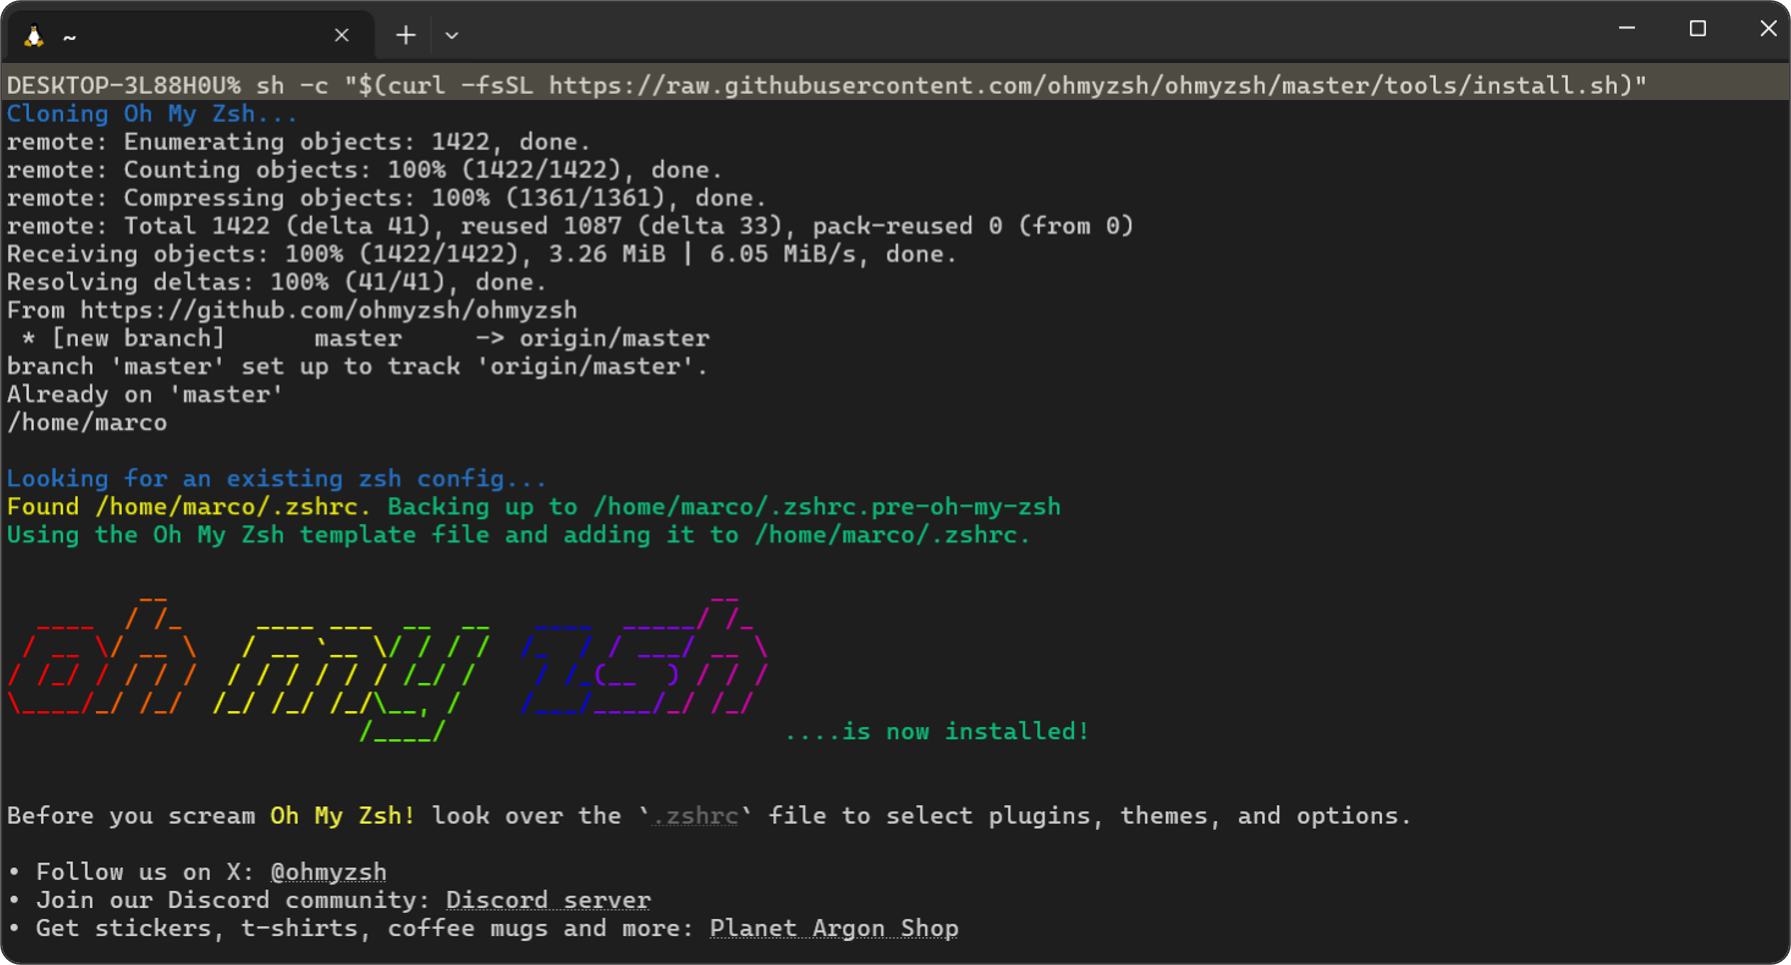 ~
DESKTOP-3L88H0U% sh -c "$(curl -fsSL https://raw.githubusercontent.com/ohmyzsh/ohmyzsh/master/tools/install.sh)"
Cloning Oh My Zsh...
remote: Enumerating objects: 1422, done.
remote: Counting objects: 100% (1422/1422), done.
remote: Compressing objects: 100% (1361/1361), done.
remote: Total 1422 (delta 41), reused 1087 (delta 33), pack-reused 0 (from 0)
Receiving objects: 100% (1422/1422), 3.26 MiB | 6.05 MiB/s, done.
Resolving deltas: 100% (41/41), done.
From https://github.com/ohmyzsh/ohmyzsh
 * [new branch]      master     -> origin/master
branch 'master' set up to track 'origin/master'.
Already on 'master'
/home/marco
Looking for an existing zsh config...
Found /home/marco/.zshrc. Backing up to /home/marco/.zshrc.pre-oh-my-zsh
Using the Oh My Zsh template file and adding it to /home/marco/.zshrc.
oh my zsh
....is now installed!
Before you scream Oh My Zsh! look over the `.zshrc` file to select plugins, themes, and options.
• Follow us on X: @ohmyzsh
• Join our Discord community: Discord server
• Get stickers, t-shirts, coffee mugs and more: Planet Argon Shop